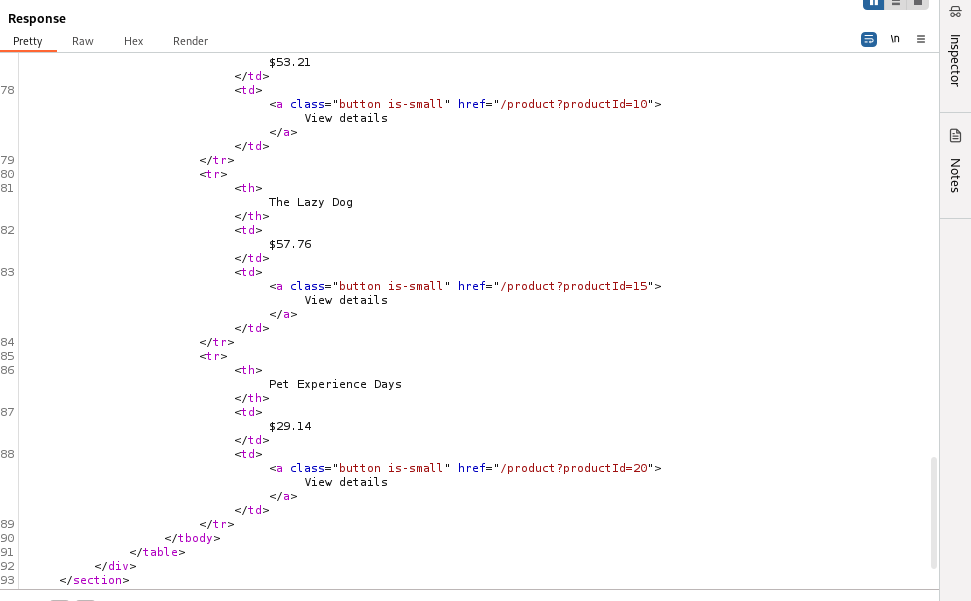 Response
Pretty Raw Hex Render \n
Inspector
Notes
$53.21
</td>
78 <td>
<a class="button is-small" href="/product?productId=10">
View details
</a>
</td>
79 </tr>
80 <tr>
81 <th>
The Lazy Dog
</th>
82 <td>
$57.76
</td>
83 <td>
<a class="button is-small" href="/product?productId=15">
View details
</a>
</td>
84 </tr>
85 <tr>
86 <th>
Pet Experience Days
</th>
87 <td>
$29.14
</td>
88 <td>
<a class="button is-small" href="/product?productId=20">
View details
</a>
</td>
89 </tr>
90 </tbody>
91 </table>
92 </div>
93 </section>